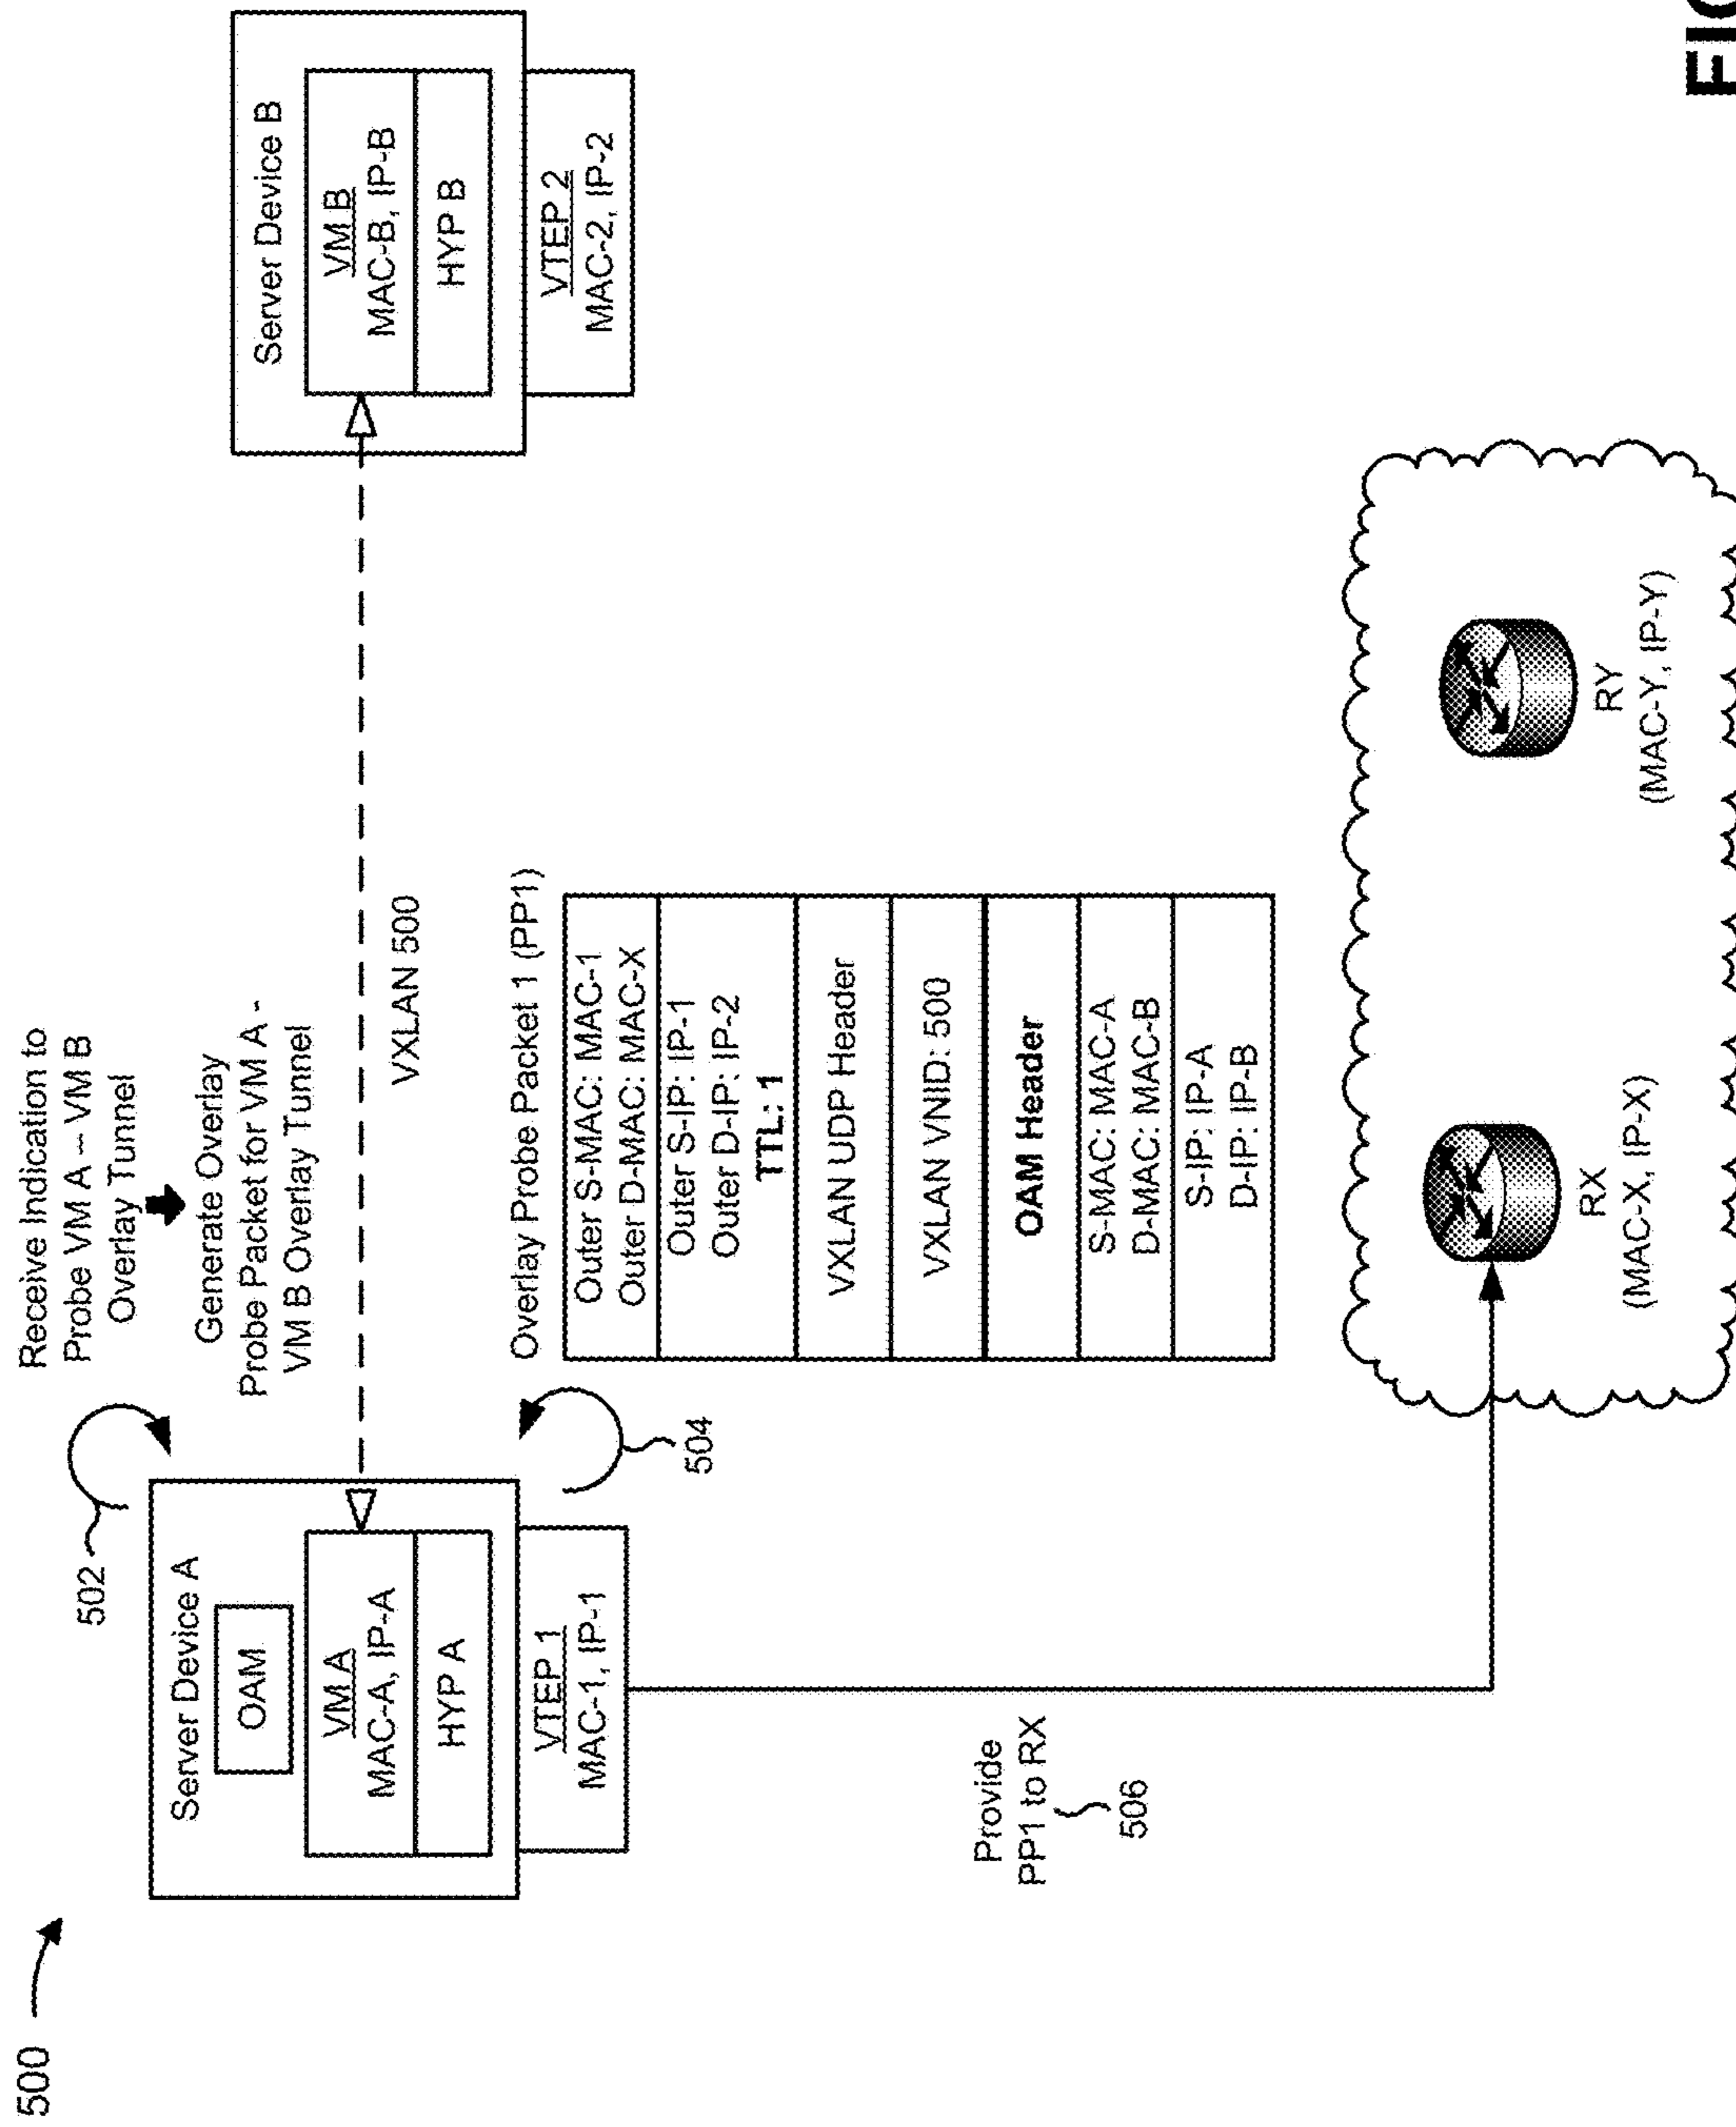 500
502
Receive Indication to
Probe VM A – VM B
Overlay Tunnel
Generate Overlay
Probe Packet for VM A -
VM B Overlay Tunnel
Server Device A
OAM
VM A
MAC-A, IP-A
HYP A
VTEP 1
MAC-1, IP-1
504
VXLAN 500
Server Device B
VM B
MAC-B, IP-B
HYP B
VTEP 2
MAC-2, IP-2
Overlay Probe Packet 1 (PP1)
Outer S-MAC: MAC-1
Outer D-MAC: MAC-X
Outer S-IP: IP-1
Outer D-IP: IP-2
TTL: 1
VXLAN UDP Header
VXLAN VNID: 500
OAM Header
S-MAC: MAC-A
D-MAC: MAC-B
S-IP: IP-A
D-IP: IP-B
Provide
PP1 to RX
506
RX
(MAC-X, IP-X)
RY
(MAC-Y, IP-Y)